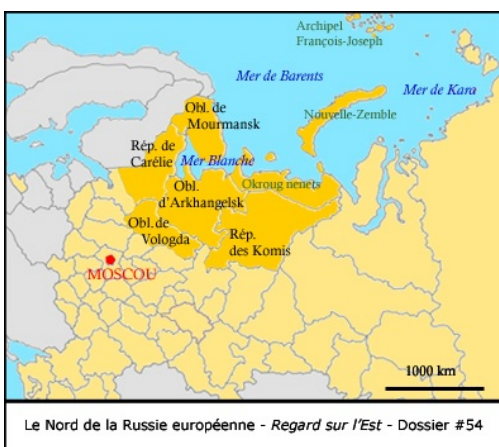 Archipel
François-Joseph
Mer de Barents
Mer de Kara
Obl. de
Mourmansk
Nouvelle-Zemble
Rép. de
Carélie
Mer Blanche
Obl.
d'Arkhangelsk
Okroug nenets
Obl. de
Vologda
Rép.
des Komis
MOSCOU
1000 km
Le Nord de la Russie européenne - Regard sur l'Est - Dossier #54